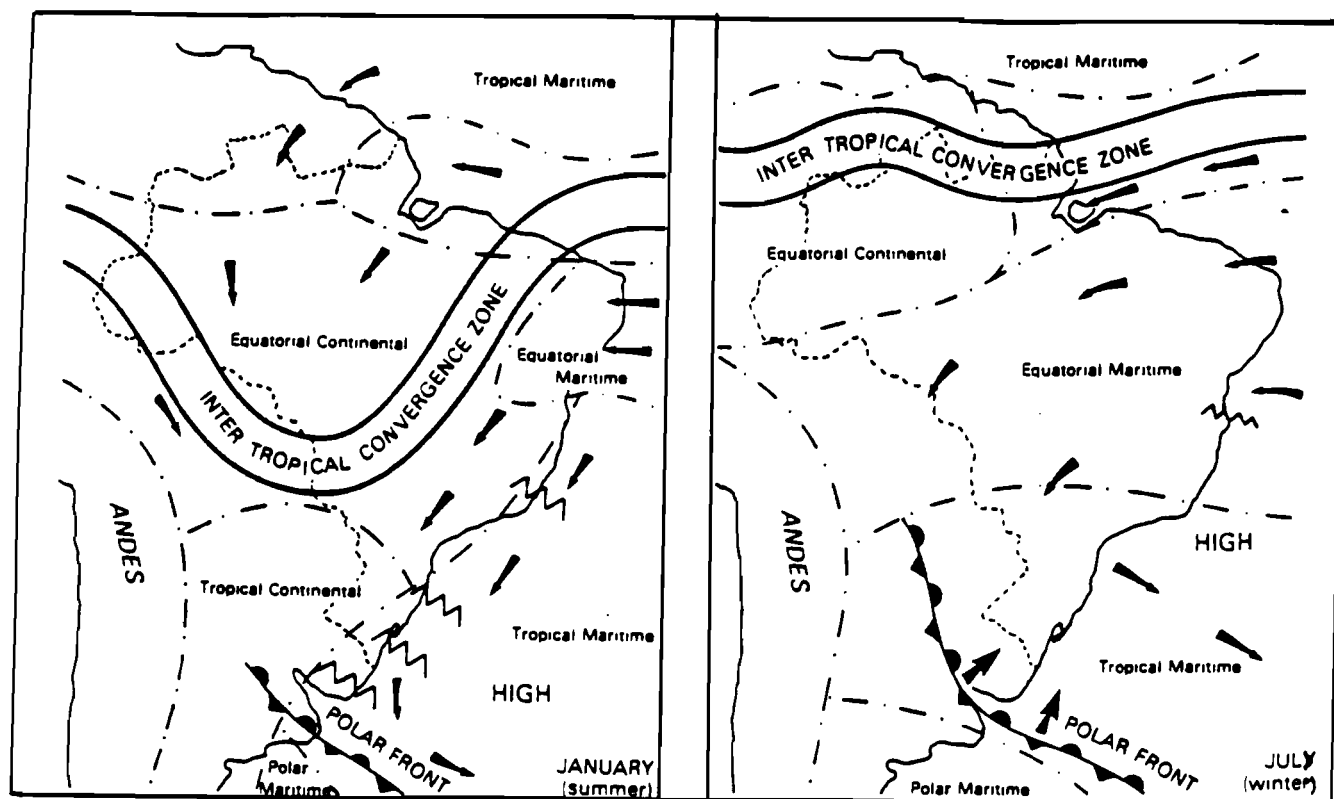 Tropical Maritime
INTER TROPICAL CONVERGENCE ZONE
Equatorial Continental
Equatorial
Maritime
ANDES
Tropical Continental
Tropical Maritime
HIGH
POLAR FRONT
Polar
Maritime
JANUARY
(summer)
Tropical Maritime
INTER TROPICAL CONVERGENCE ZONE
Equatorial Continental
Equatorial Maritime
ANDES
HIGH
Tropical Maritime
POLAR FRONT
Polar Maritime
JULY
(winter)